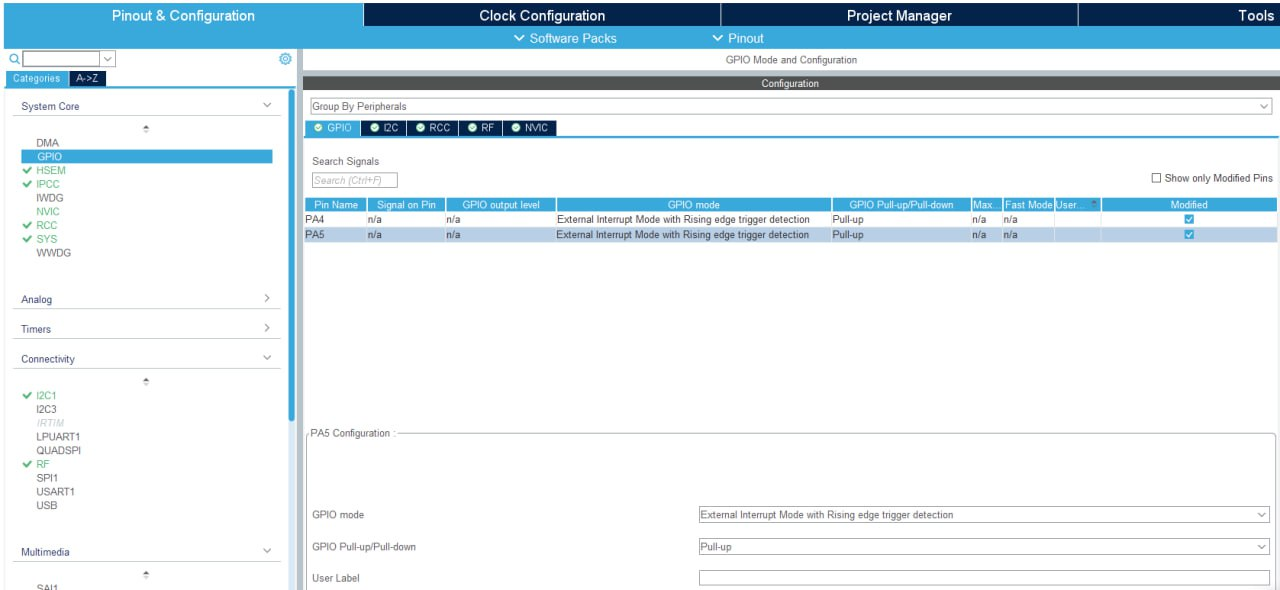 Pinout & Configuration
Clock Configuration
Project Manager
Tools
Software Packs
Pinout
GPIO Mode and Configuration
Categories
A->Z
Configuration
System Core
DMA
GPIO
HSEM
IPCC
IWDG
NVIC
RCC
SYS
WWDG
Analog
Timers
Connectivity
I2C1
I2C3
IRTIM
LPUART1
QUADSPI
RF
SPI1
USART1
USB
Multimedia
SAI1
Group By Peripherals
GPIO I2C RCC RF NVIC
Search Signals
Search (Ctrl+F)
Show only Modified Pins
Pin Name Signal on Pin GPIO output level GPIO mode GPIO Pull-up/Pull-down Max... Fast Mode User... Modified
PA4 n/a n/a External Interrupt Mode with Rising edge trigger detection Pull-up n/a n/a
PA5 n/a n/a External Interrupt Mode with Rising edge trigger detection Pull-up n/a n/a
PA5 Configuration :
GPIO mode External Interrupt Mode with Rising edge trigger detection
GPIO Pull-up/Pull-down Pull-up
User Label